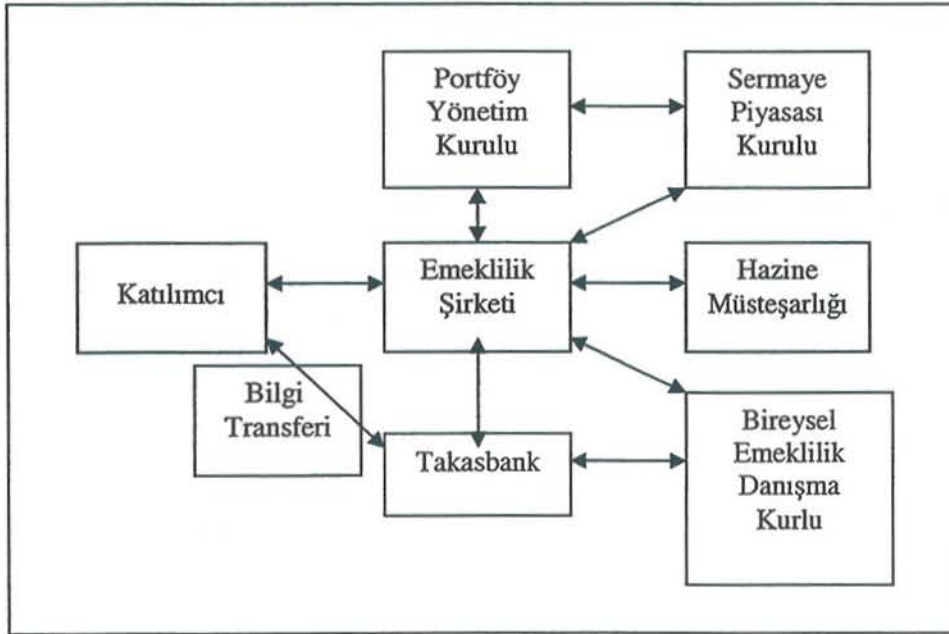 Portföy
Yönetim
Kurulu
Sermaye
Piyasası
Kurulu
Katılımcı
Emeklilik
Şirketi
Hazine
Müsteşarlığı
Bilgi
Transferi
Takasbank
Bireysel
Emeklilik
Danışma
Kurlu